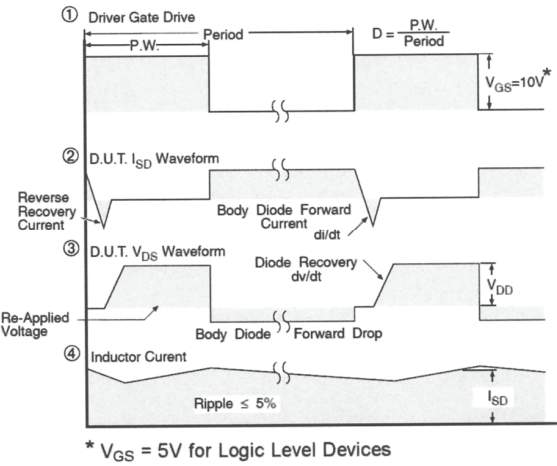 ① Driver Gate Drive
Period
P.W.
D = P.W. / Period
VGS=10V*
② D.U.T. ISD Waveform
Reverse
Recovery
Current
Body Diode Forward
Current
di/dt
③ D.U.T. VDS Waveform
Diode Recovery
dv/dt
VDD
Re-Applied
Voltage
Body Diode Forward Drop
④ Inductor Curent
Ripple ≤ 5%
ISD
* VGS = 5V for Logic Level Devices